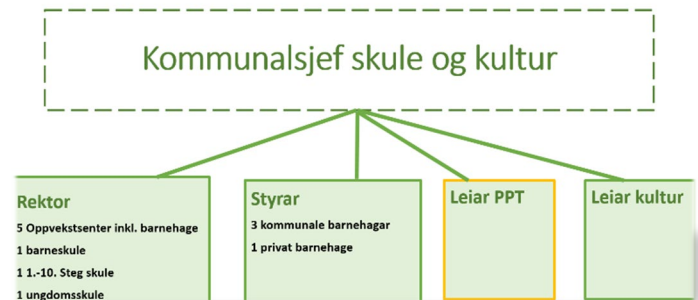 Kommunalsjef skule og kultur
Rektor
5 Oppvekstsenter inkl. barnehage
1 barneskule
1 1.-10. Steg skule
1 ungdomsskule
Styrar
3 kommunale barnehagar
1 privat barnehage
Leiar PPT
Leiar kultur